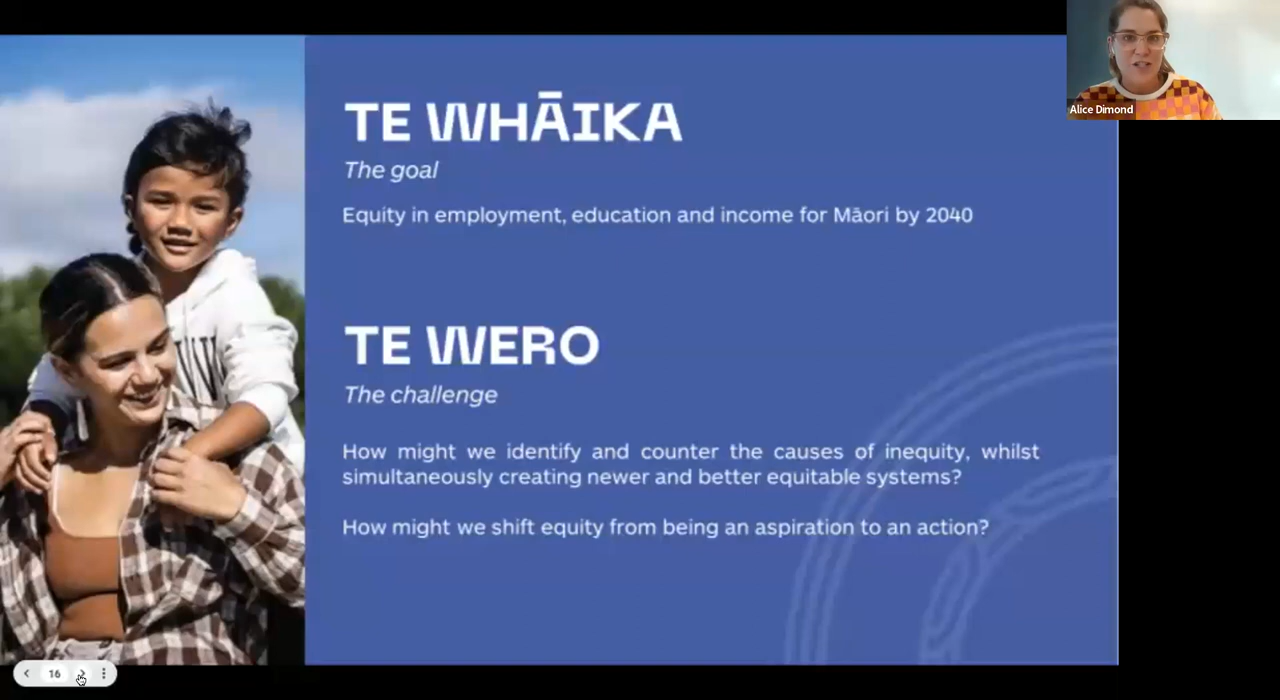 TE WHĀIKA
The goal
Equity in employment, education and income for Māori by 2040
TE WERO
The challenge
How might we identify and counter the causes of inequity, whilst
simultaneously creating newer and better equitable systems?
How might we shift equity from being an aspiration to an action?
Alice Dimond
16